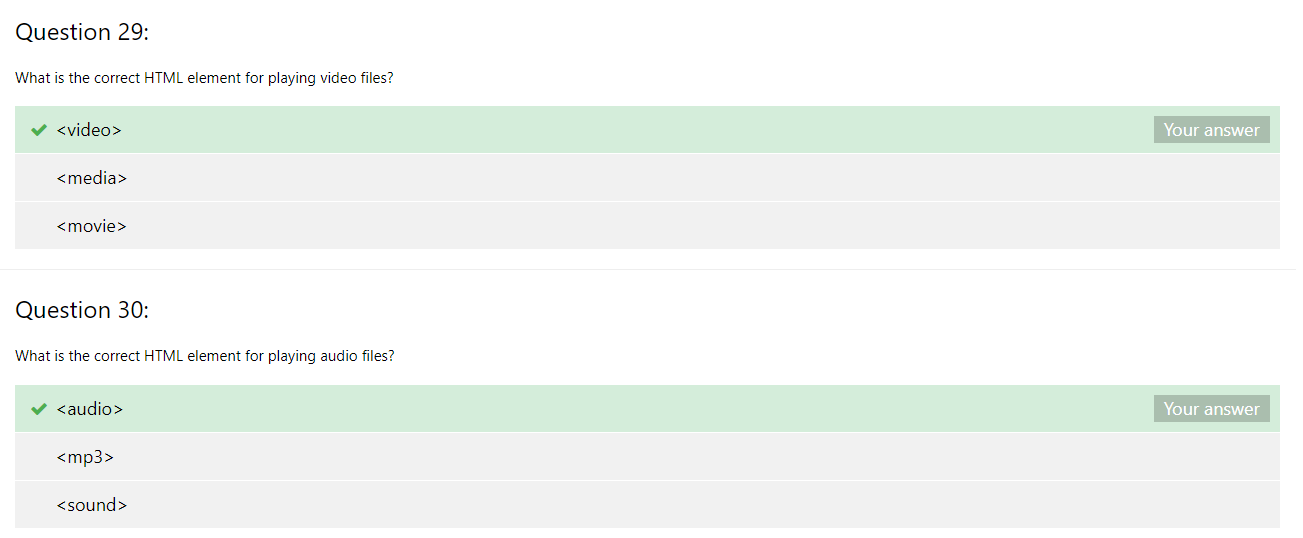 Question 29:
What is the correct HTML element for playing video files?
<video> Your answer
<media>
<movie>
Question 30:
What is the correct HTML element for playing audio files?
<audio> Your answer
<mp3>
<sound>